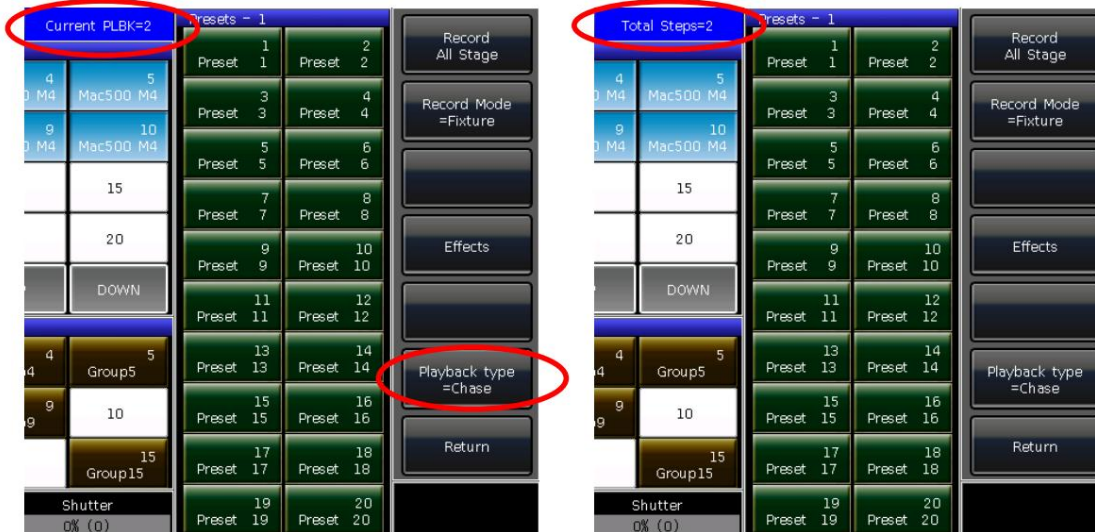 Current PLBK=2
Presets - 1
Record
All Stage
4
5
M4
Mac500 M4
1
Preset 1
2
Preset 2
3
Preset 3
4
Preset 4
Record Mode
=Fixture
9
10
M4
Mac500 M4
5
Preset 5
6
Preset 6
15
7
Preset 7
8
Preset 8
20
9
Preset 9
10
Preset 10
Effects
DOWN
11
Preset 11
12
Preset 12
4
5
Group5
13
Preset 13
14
Preset 14
Playback type
=Chase
9
10
15
Preset 15
16
Preset 16
15
Group15
17
Preset 17
18
Preset 18
Return
Shutter
0% (0)
19
Preset 19
20
Preset 20
Total Steps=2
Presets - 1
Record
All Stage
4
5
M4
Mac500 M4
1
Preset 1
2
Preset 2
3
Preset 3
4
Preset 4
Record Mode
=Fixture
9
10
M4
Mac500 M4
5
Preset 5
6
Preset 6
15
7
Preset 7
8
Preset 8
20
9
Preset 9
10
Preset 10
Effects
DOWN
11
Preset 11
12
Preset 12
4
5
Group5
13
Preset 13
14
Preset 14
Playback type
=Chase
9
10
15
Preset 15
16
Preset 16
15
Group15
17
Preset 17
18
Preset 18
Return
Shutter
0% (0)
19
Preset 19
20
Preset 20